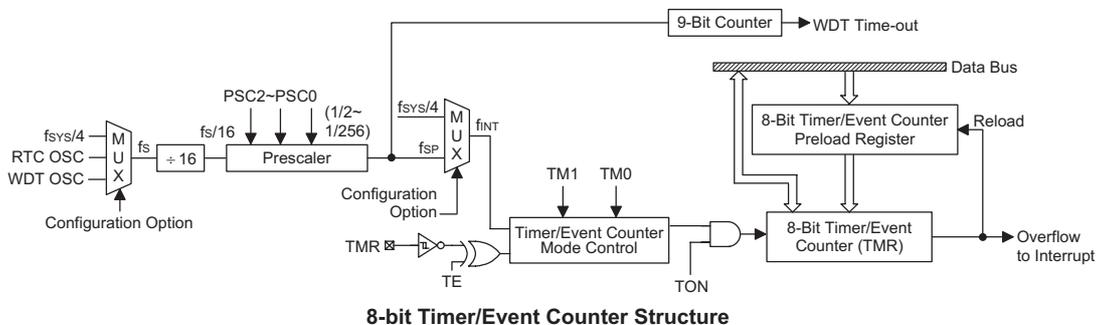 9-Bit Counter
WDT Time-out
Data Bus
PSC2~PSC0
(1/2~
1/256)
fSYS/4
RTC OSC
WDT OSC
M
U
X
fS
÷ 16
fS/16
Prescaler
Configuration Option
fSYS/4
fSP
M
U
X
fINT
Configuration
Option
8-Bit Timer/Event Counter
Preload Register
Reload
TM1
TM0
TMR
TE
Timer/Event Counter
Mode Control
TON
8-Bit Timer/Event
Counter (TMR)
Overflow
to Interrupt
8-bit Timer/Event Counter Structure